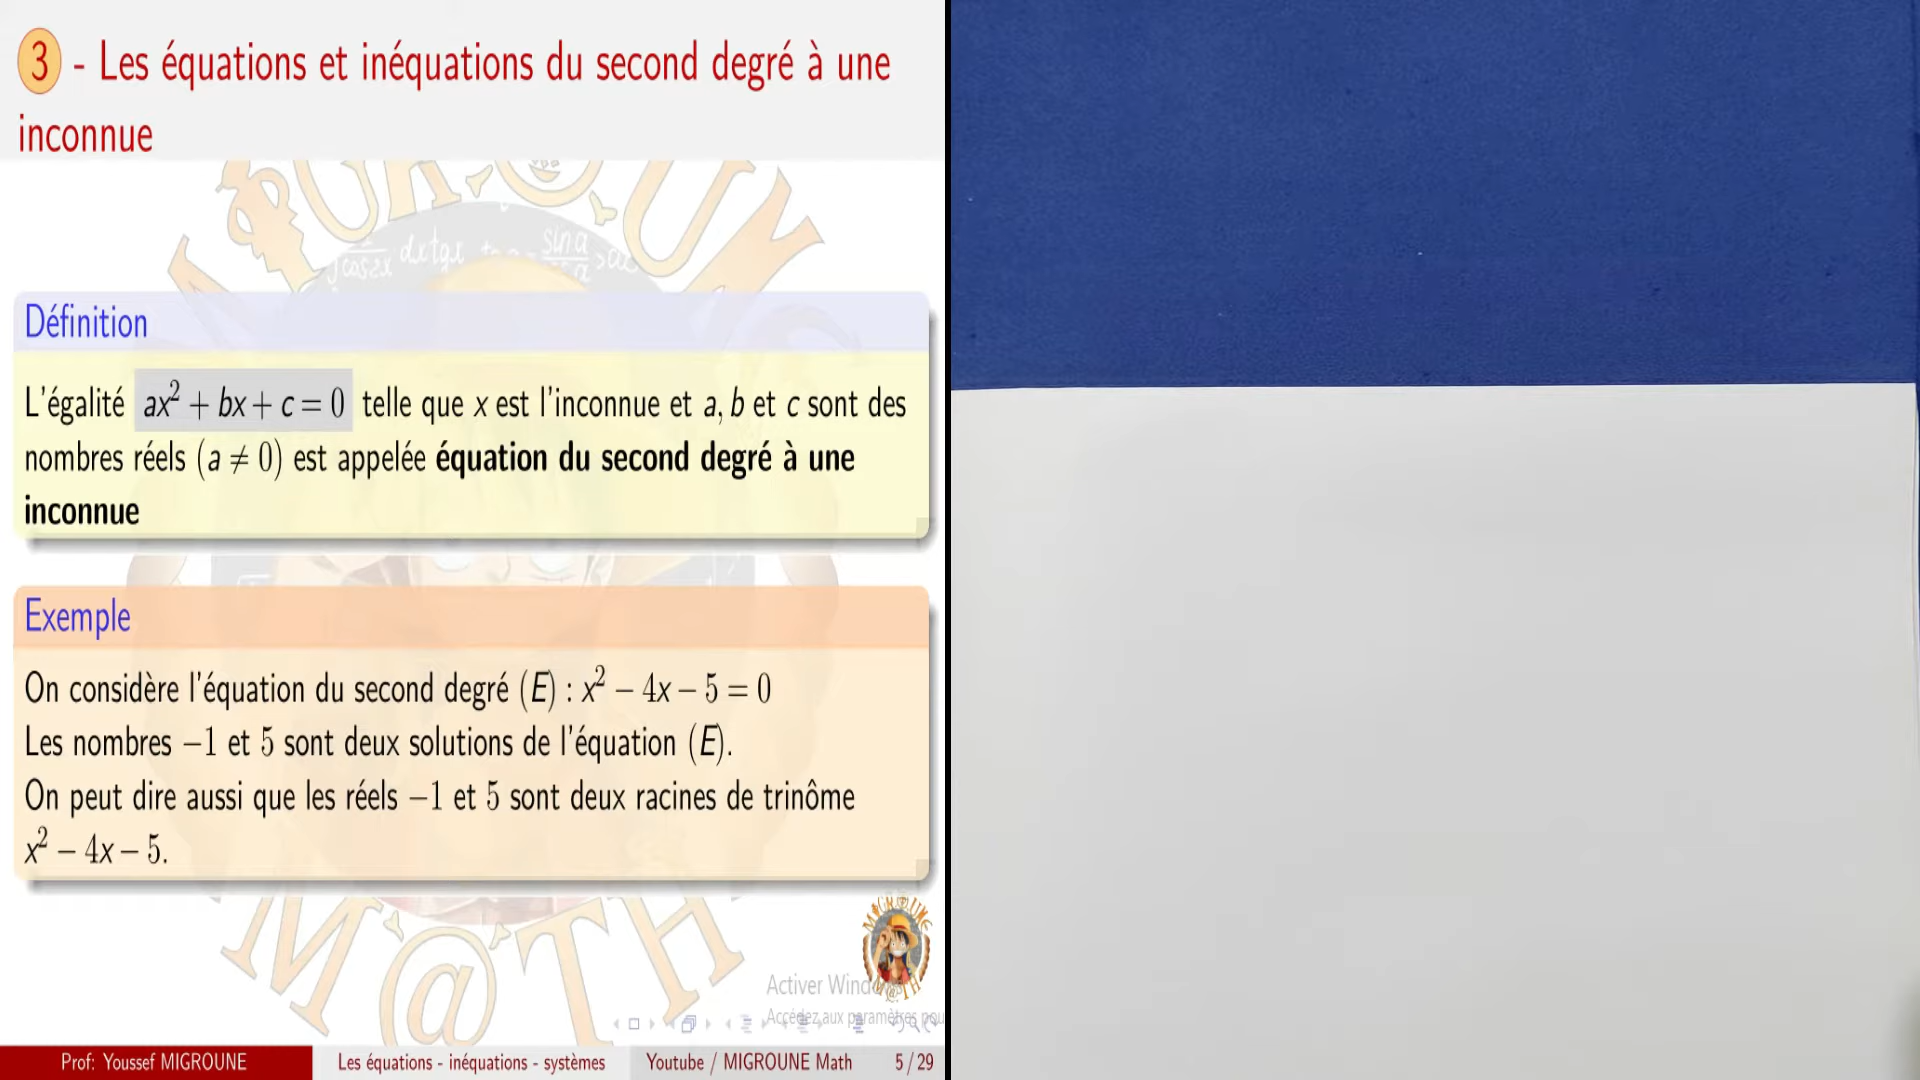 3 - Les équations et inéquations du second degré à une
inconnue
Définition
L'égalité ax² + bx + c = 0 telle que x est l'inconnue et a, b et c sont des
nombres réels (a ≠ 0) est appelée équation du second degré à une
inconnue
Exemple
On considère l'équation du second degré (E) : x² − 4x − 5 = 0
Les nombres −1 et 5 sont deux solutions de l'équation (E).
On peut dire aussi que les réels −1 et 5 sont deux racines de trinôme
x² − 4x − 5.
M@TH
Activer Wind
Accédez aux paramètres pou
Prof: Youssef MIGROUNE
Les équations - inéquations - systèmes
Youtube / MIGROUNE Math
5 / 29